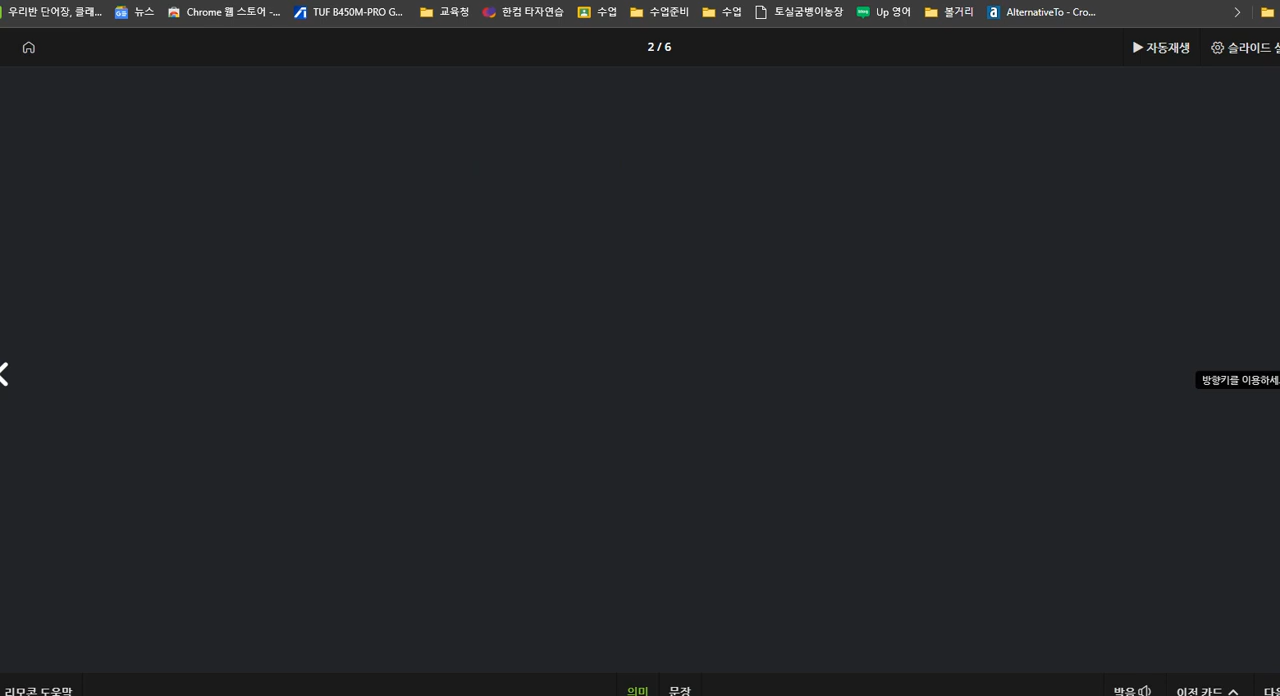 우리반 단어장, 클래... 뉴스 Chrome 웹 스토어 -... TUF B450M-PRO G... 교육청 한컴 타자연습 수업 수업준비 수업 토실굼벵이농장 Up 영어 볼거리 AlternativeTo - Cro...
2 / 6 자동재생 슬라이드
방향키를 이용하세
리모콘 도움말 의미 문장 발음 이전 카드